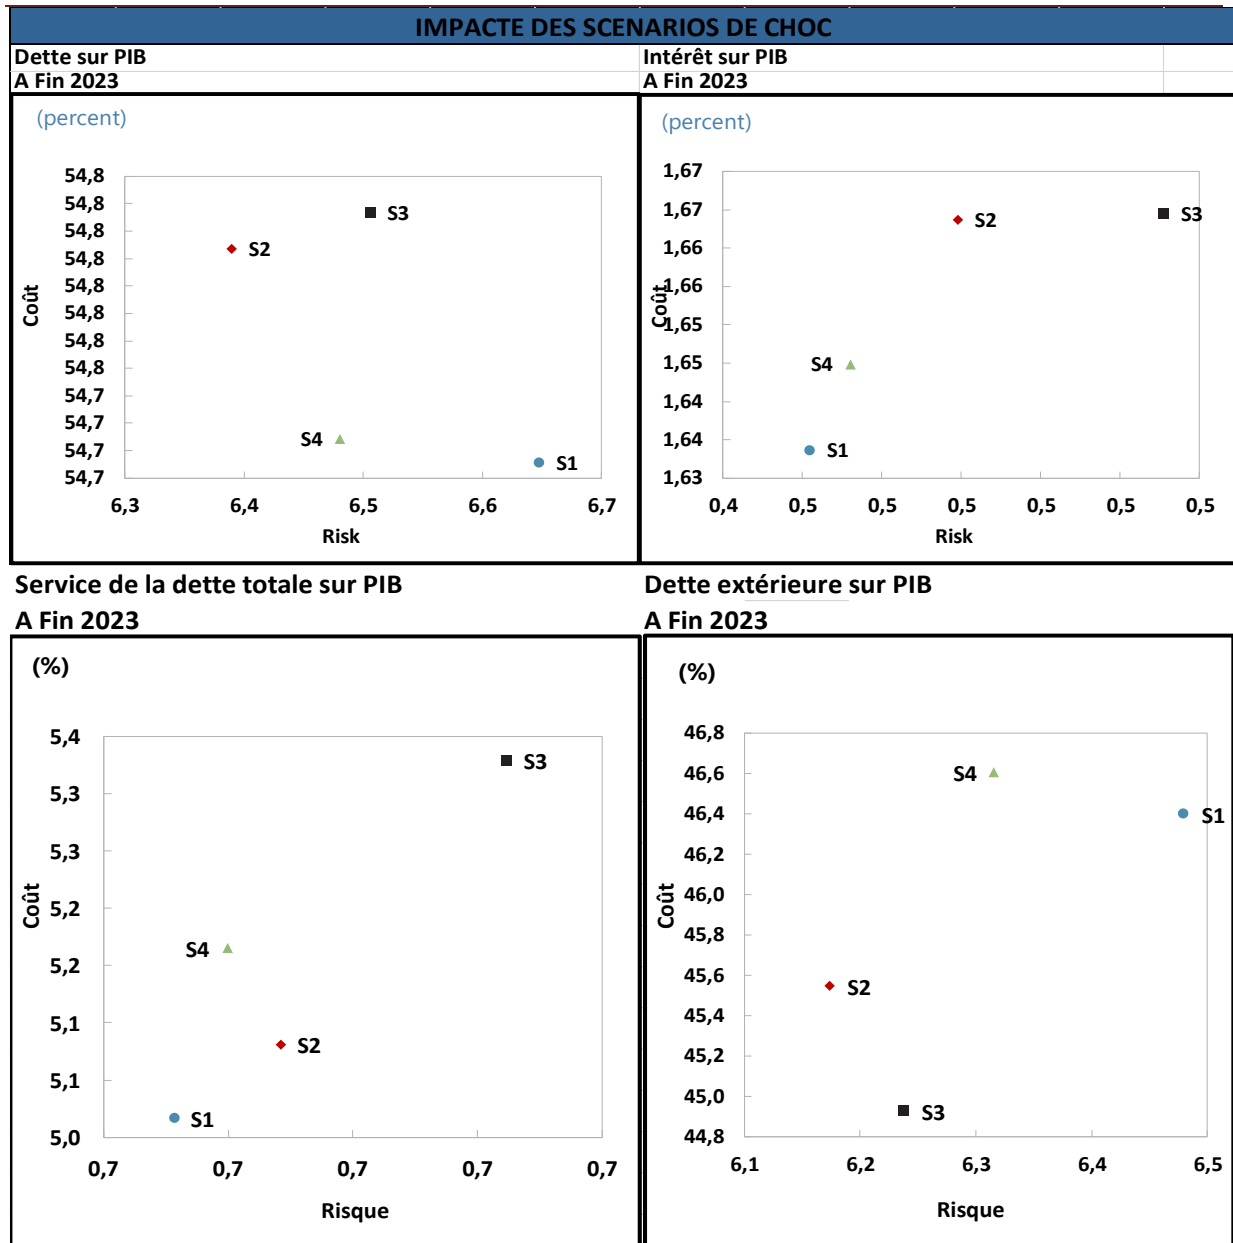 IMPACTE DES SCENARIOS DE CHOC
Dette sur PIB
A Fin 2023
(percent)
54,8
54,8
54,8
54,8
54,8
54,8
54,8
54,8
54,7
54,7
54,7
54,7
Coût
S3
S2
S4
S1
6,3 6,4 6,5 6,6 6,7
Risk
Intérêt sur PIB
A Fin 2023
(percent)
1,67
1,67
1,66
1,66
1,65
1,65
1,64
1,64
1,63
Coût
S2
S3
S4
S1
0,4 0,5 0,5 0,5 0,5 0,5 0,5
Risk
Service de la dette totale sur PIB
A Fin 2023
(%)
5,4
5,3
5,3
5,2
5,2
5,1
5,1
5,0
Coût
S3
S4
S2
S1
0,7 0,7 0,7 0,7 0,7
Risque
Dette extérieure sur PIB
A Fin 2023
(%)
46,8
46,6
46,4
46,2
46,0
45,8
45,6
45,4
45,2
45,0
44,8
Coût
S4
S1
S2
S3
6,1 6,2 6,3 6,4 6,5
Risque